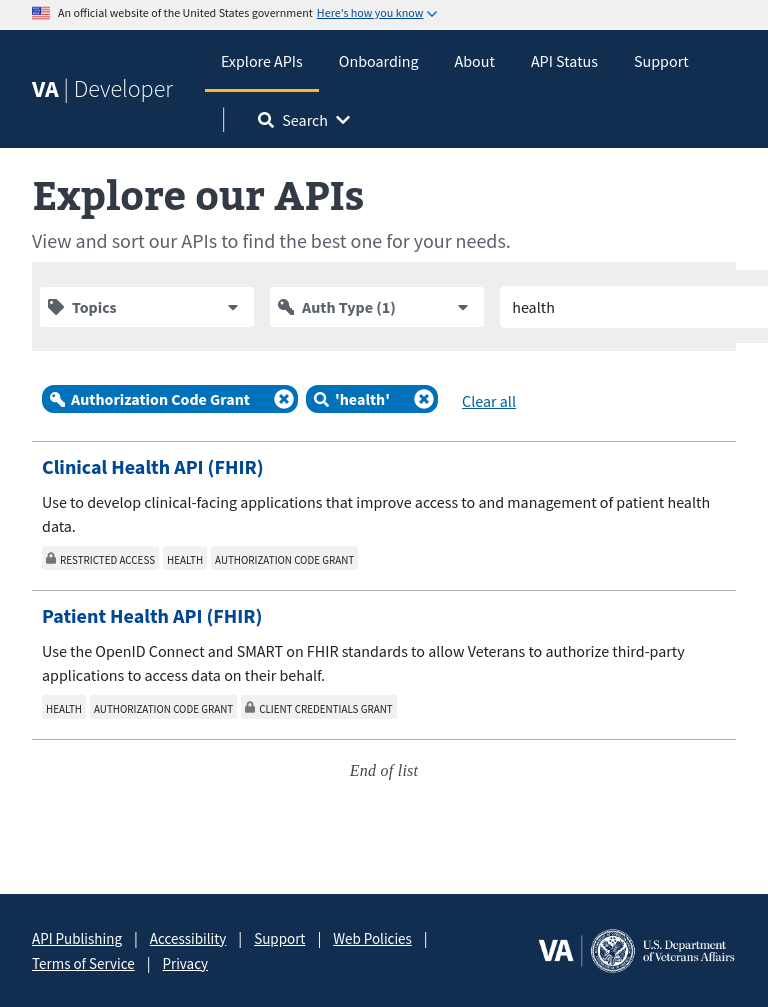 An official website of the United States government Here's how you know
VA | Developer
Explore APIs Onboarding About API Status Support
| Search
Explore our APIs
View and sort our APIs to find the best one for your needs.
Topics Auth Type (1) health
Authorization Code Grant 'health' Clear all
Clinical Health API (FHIR)
Use to develop clinical-facing applications that improve access to and management of patient health
data.
RESTRICTED ACCESS HEALTH AUTHORIZATION CODE GRANT
Patient Health API (FHIR)
Use the OpenID Connect and SMART on FHIR standards to allow Veterans to authorize third-party
applications to access data on their behalf.
HEALTH AUTHORIZATION CODE GRANT CLIENT CREDENTIALS GRANT
End of list
API Publishing | Accessibility | Support | Web Policies |
Terms of Service | Privacy
VA | U.S. Department
of Veterans Affairs